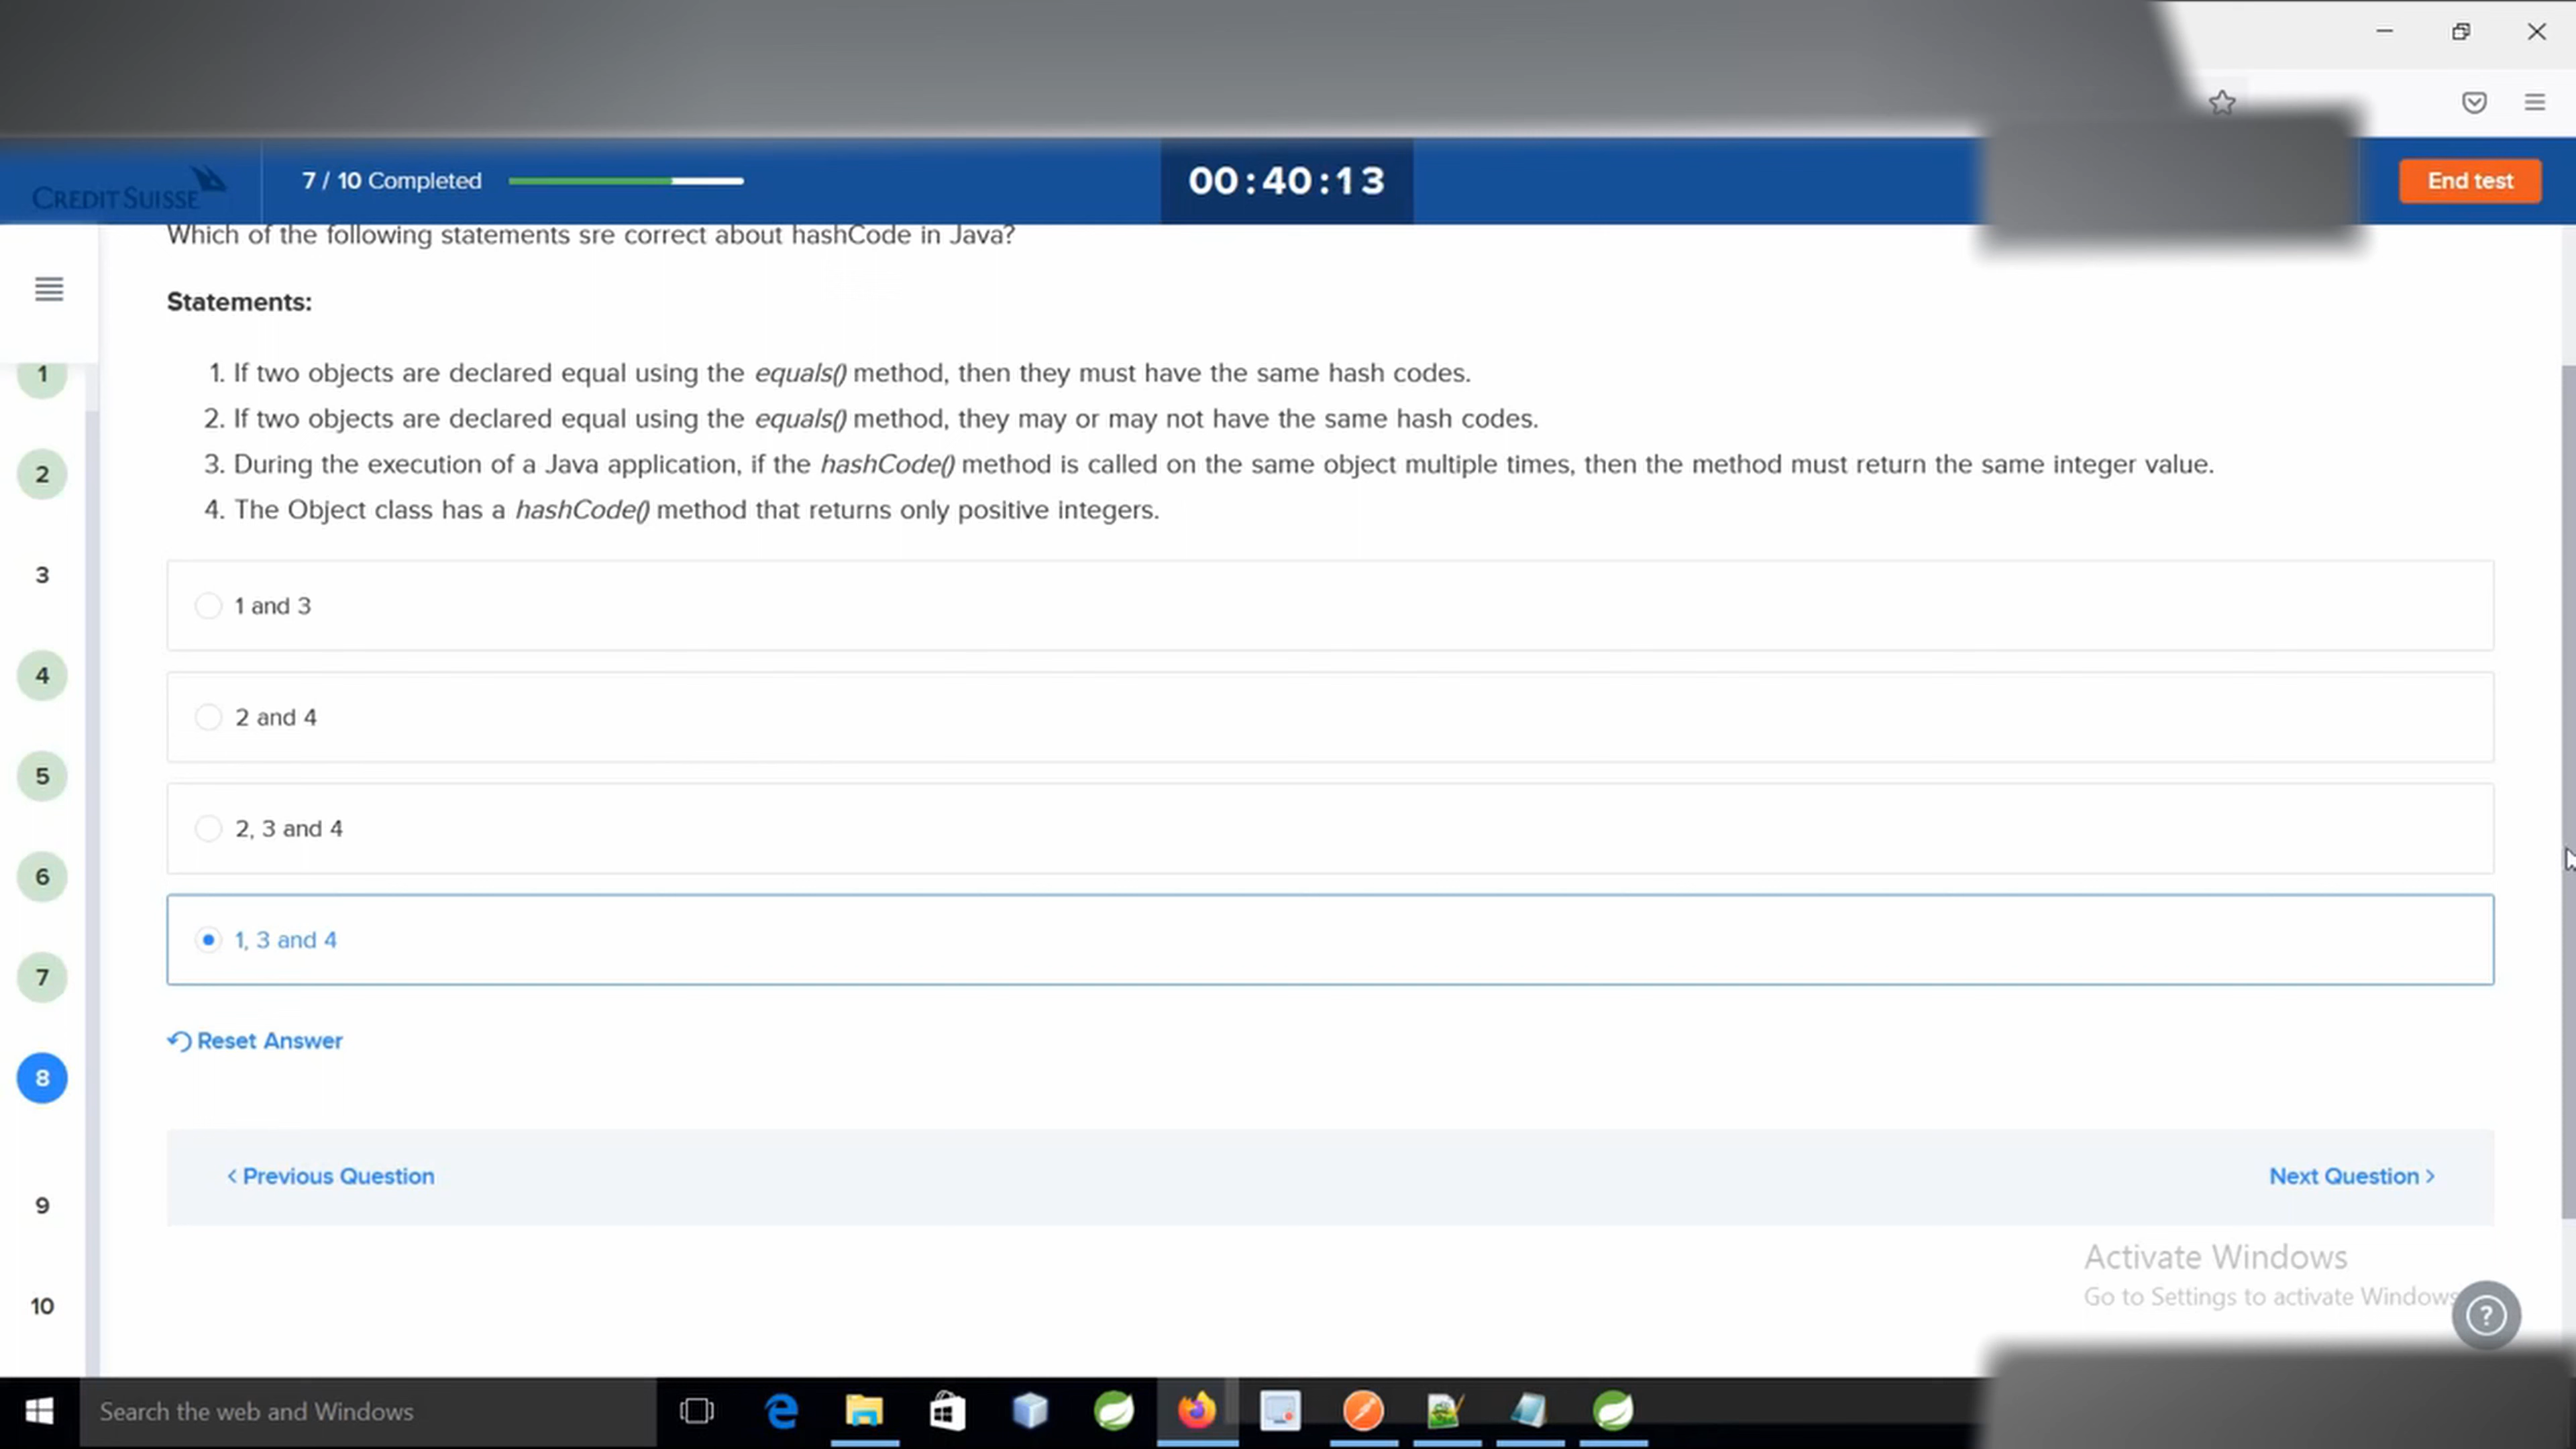 CREDIT SUISSE
7 / 10 Completed
00:40:13
End test
Which of the following statements sre correct about hashCode in Java?
Statements:
1. If two objects are declared equal using the equals() method, then they must have the same hash codes.
2. If two objects are declared equal using the equals() method, they may or may not have the same hash codes.
3. During the execution of a Java application, if the hashCode() method is called on the same object multiple times, then the method must return the same integer value.
4. The Object class has a hashCode() method that returns only positive integers.
1
2
3
4
5
6
7
8
9
10
1 and 3
2 and 4
2, 3 and 4
1, 3 and 4
Reset Answer
< Previous Question
Next Question >
Activate Windows
Go to Settings to activate Windows
?
Search the web and Windows